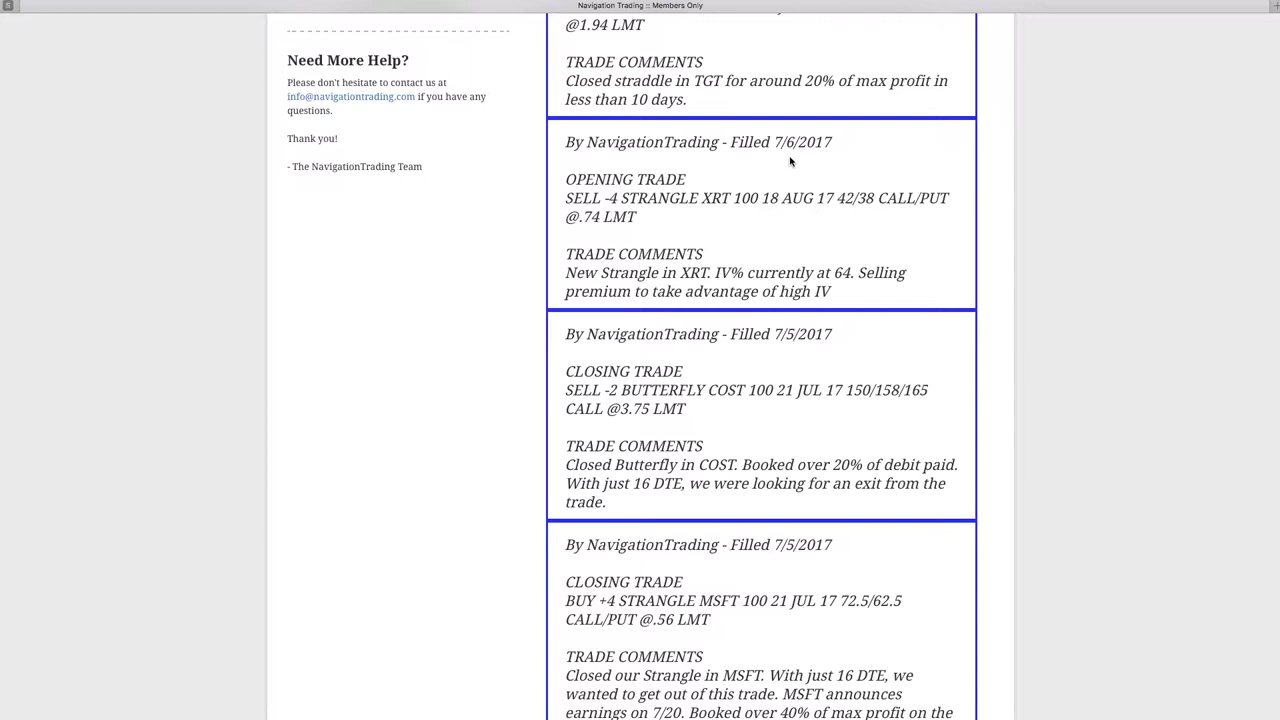 Navigation Trading :: Members Only
Need More Help?
Please don't hesitate to contact us at
info@navigationtrading.com if you have any
questions.
Thank you!
- The NavigationTrading Team
@1.94 LMT
TRADE COMMENTS
Closed straddle in TGT for around 20% of max profit in
less than 10 days.
By NavigationTrading - Filled 7/6/2017
OPENING TRADE
SELL -4 STRANGLE XRT 100 18 AUG 17 42/38 CALL/PUT
@.74 LMT
TRADE COMMENTS
New Strangle in XRT. IV% currently at 64. Selling
premium to take advantage of high IV
By NavigationTrading - Filled 7/5/2017
CLOSING TRADE
SELL -2 BUTTERFLY COST 100 21 JUL 17 150/158/165
CALL @3.75 LMT
TRADE COMMENTS
Closed Butterfly in COST. Booked over 20% of debit paid.
With just 16 DTE, we were looking for an exit from the
trade.
By NavigationTrading - Filled 7/5/2017
CLOSING TRADE
BUY +4 STRANGLE MSFT 100 21 JUL 17 72.5/62.5
CALL/PUT @.56 LMT
TRADE COMMENTS
Closed our Strangle in MSFT. With just 16 DTE, we
wanted to get out of this trade. MSFT announces
earnings on 7/20. Booked over 40% of max profit on the